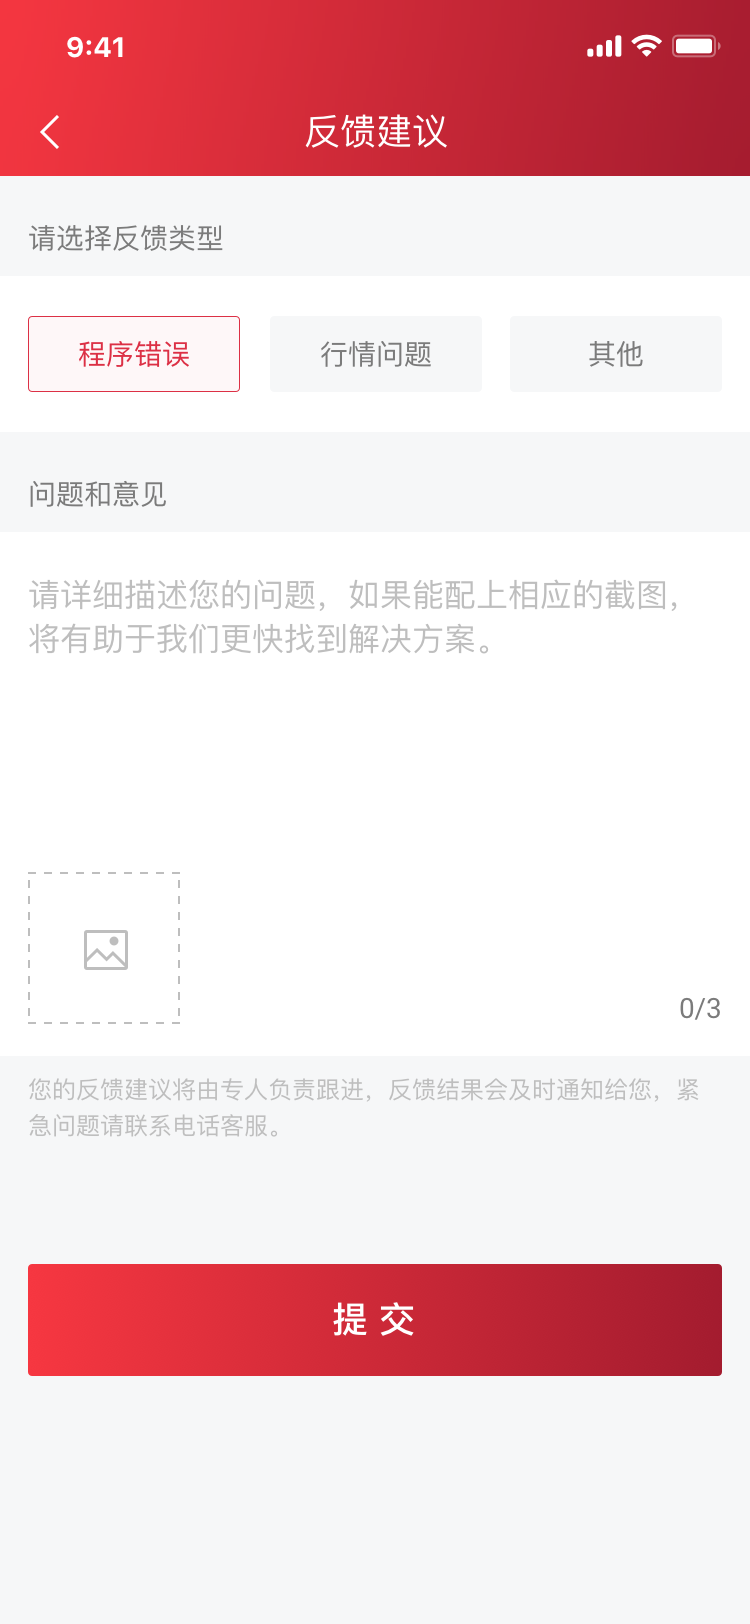 9:41
反馈建议
请选择反馈类型
程序错误 行情问题 其他
问题和意见
请详细描述您的问题，如果能配上相应的截图，
将有助于我们更快找到解决方案。
0/3
您的反馈建议将由专人负责跟进，反馈结果会及时通知给您，紧
急问题请联系电话客服。
提 交